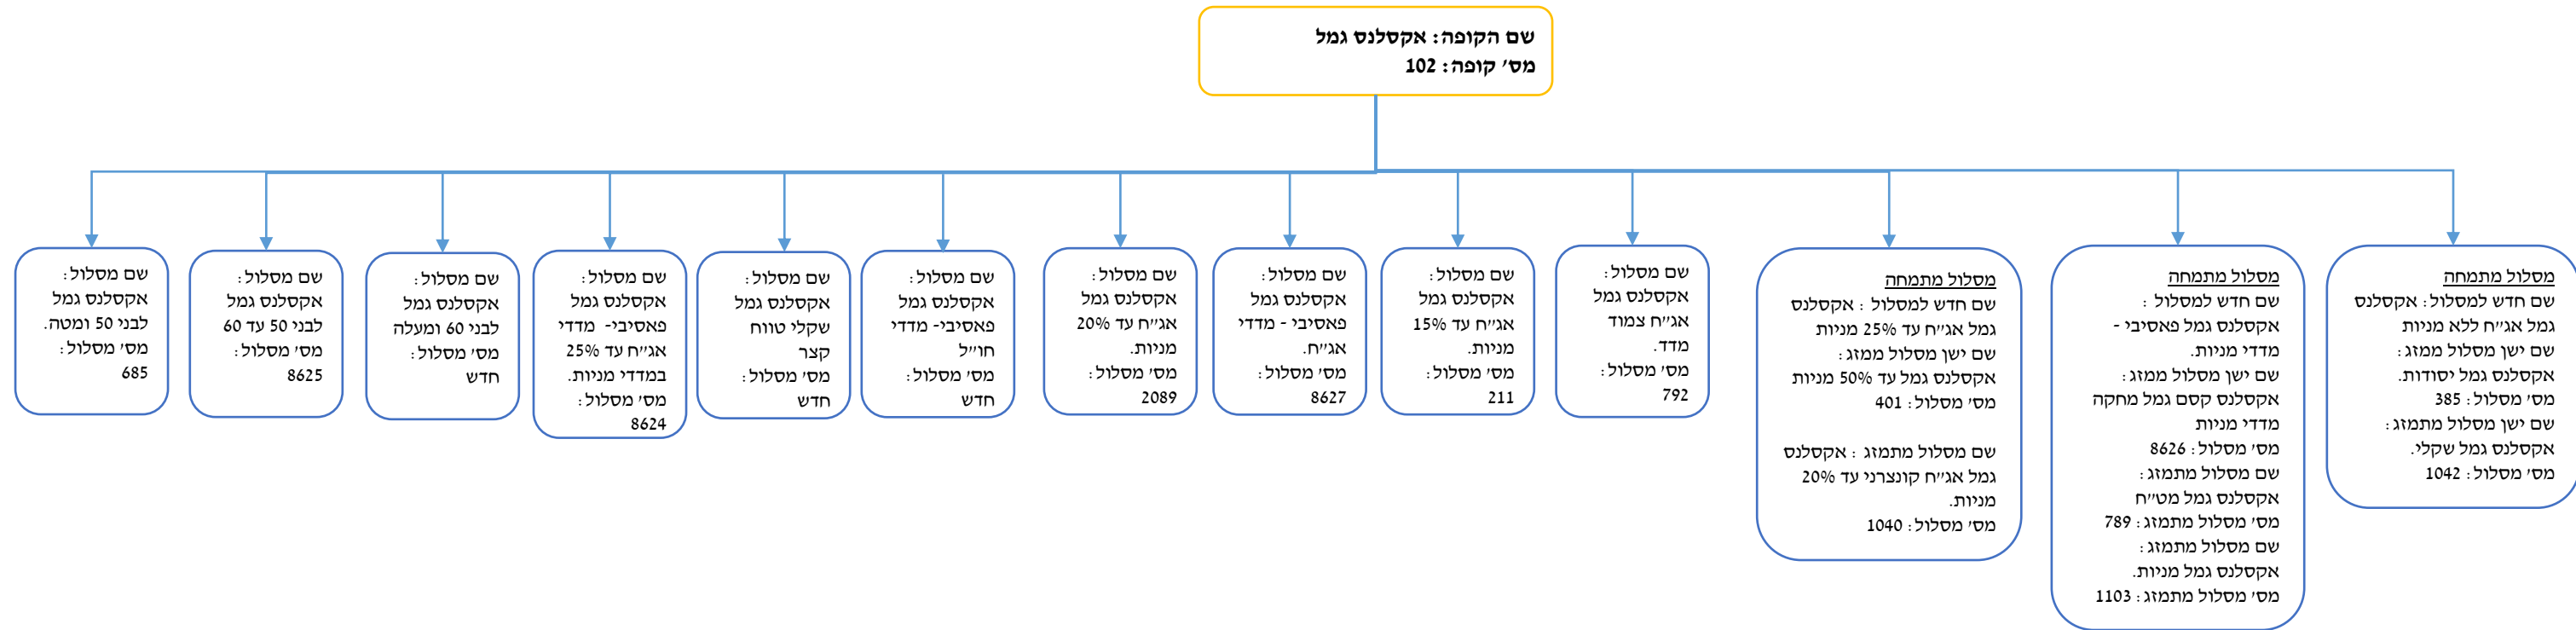 שם הקופה: אקסלנס גמל
מס' קופה: 102
מסלול מתמחה
שם חדש למסלול: אקסלנס
גמל אג"ח ללא מניות
שם ישן מסלול ממזג:
אקסלנס גמל יסודות.
מס' מסלול: 385
שם ישן מסלול מתמזג:
אקסלנס גמל שקלי.
מס' מסלול: 1042
מסלול מתמחה
שם חדש למסלול :
אקסלנס גמל פאסיבי -
מדדי מניות.
שם ישן מסלול ממזג:
אקסלנס קסם גמל מחקה
מדדי מניות
מס' מסלול: 8626
שם מסלול מתמזג:
אקסלנס גמל מט"ח
מס' מסלול מתמזג: 789
שם מסלול מתמזג:
אקסלנס גמל מניות.
מס' מסלול מתמזג: 1103
מסלול מתמחה
שם חדש למסלול : אקסלנס
גמל אג"ח עד 25% מניות
שם ישן מסלול ממזג:
אקסלנס גמל עד 50% מניות
מס' מסלול: 401
שם מסלול מתמזג : אקסלנס
גמל אג"ח קונצרני עד 20%
מניות.
מס' מסלול: 1040
שם מסלול:
אקסלנס גמל
אג"ח צמוד
מדד.
מס' מסלול:
792
שם מסלול:
אקסלנס גמל
אג"ח עד 15%
מניות.
מס' מסלול:
211
שם מסלול:
אקסלנס גמל
פאסיבי - מדדי
אג"ח.
מס' מסלול:
8627
שם מסלול:
אקסלנס גמל
אג"ח עד 20%
מניות.
מס' מסלול:
2089
שם מסלול:
אקסלנס גמל
פאסיבי- מדדי
חו"ל
מס' מסלול:
חדש
שם מסלול:
אקסלנס גמל
שקלי טווח
קצר
מס' מסלול:
חדש
שם מסלול:
אקסלנס גמל
פאסיבי- מדדי
אג"ח עד 25%
במדדי מניות.
מס' מסלול:
8624
שם מסלול:
אקסלנס גמל
לבני 60 ומעלה
מס' מסלול:
חדש
שם מסלול:
אקסלנס גמל
לבני 50 עד 60
מס' מסלול:
8625
שם מסלול:
אקסלנס גמל
לבני 50 ומטה.
מס' מסלול:
685